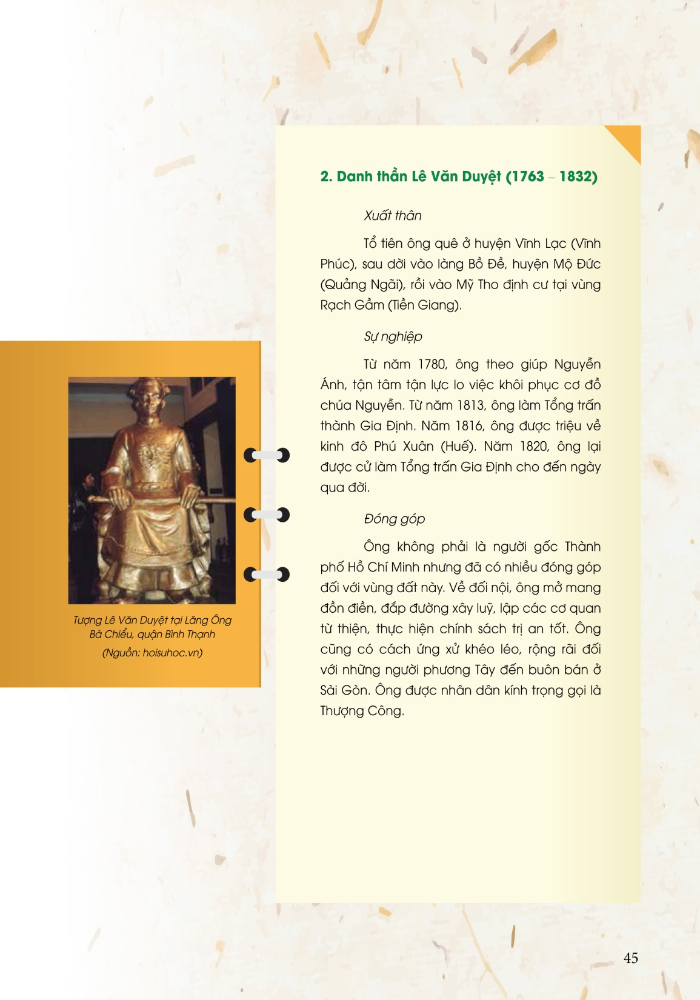 2. Danh thần Lê Văn Duyệt (1763 – 1832)
Xuất thân
Tổ tiên ông quê ở huyện Vĩnh Lạc (Vĩnh
Phúc), sau dời vào làng Bồ Đề, huyện Mộ Đức
(Quảng Ngãi), rồi vào Mỹ Tho định cư tại vùng
Rạch Gầm (Tiền Giang).
Sự nghiệp
Từ năm 1780, ông theo giúp Nguyễn
Ánh, tận tâm tận lực lo việc khôi phục cơ đồ
chúa Nguyễn. Từ năm 1813, ông làm Tổng trấn
thành Gia Định. Năm 1816, ông được triệu về
kinh đô Phú Xuân (Huế). Năm 1820, ông lại
được cử làm Tổng trấn Gia Định cho đến ngày
qua đời.
Đóng góp
Ông không phải là người gốc Thành
phố Hồ Chí Minh nhưng đã có nhiều đóng góp
đối với vùng đất này. Về đối nội, ông mở mang
đồn điền, đắp đường xây luỹ, lập các cơ quan
từ thiện, thực hiện chính sách trị an tốt. Ông
cũng có cách ứng xử khéo léo, rộng rãi đối
với những người phương Tây đến buôn bán ở
Sài Gòn. Ông được nhân dân kính trọng gọi là
Thượng Công.
Tượng Lê Văn Duyệt tại Lăng Ông
Bà Chiểu, quận Bình Thạnh
(Nguồn: hoisuhoc.vn)
45